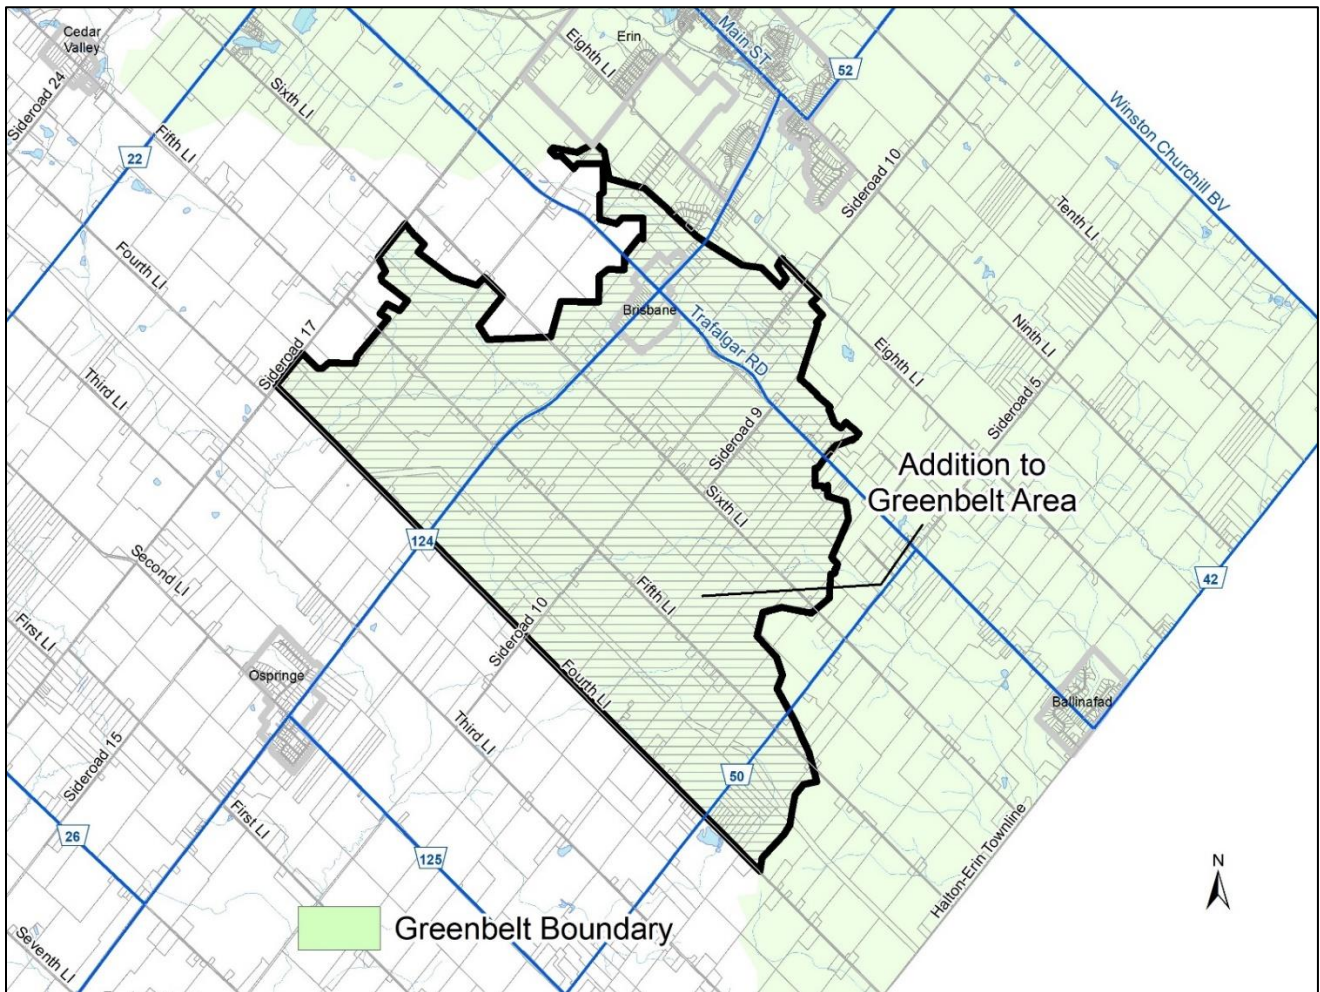 Cedar
Valley
Erin
Eighth LI
Main ST
52
Sixth LI
Sideroad 24
Winston Churchill BV
Fifth LI
22
Sideroad 10
Tenth LI
Fourth LI
Brisbane
Sideroad 17
Trafalgar RD
Ninth LI
Eighth LI
Third LI
Sideroad 5
Sideroad 9
Addition to
Greenbelt Area
Sixth LI
124
Second LI
Fifth LI
42
Sideroad 10
First LI
Fourth LI
Ospringe
Ballinafad
Third LI
Sideroad 15
50
First LI
26
125
Halton-Erin Townline
N
Greenbelt Boundary
Seventh LI